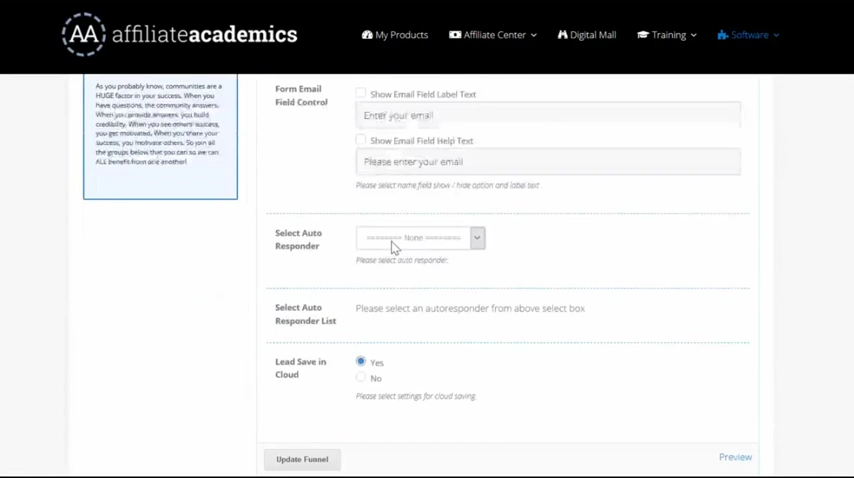 AA affiliateacademics
My Products
Affiliate Center
Digital Mall
Training
Software
As you probably know, communities are a
HUGE factor in your success. When you
have questions, the community answers.
When you provide answers, you build
credibility. When you see others' success,
you get motivated. When you share your
success, you motivate others. So join all
the groups below that you can so we can
ALL benefit from one another!
Form Email
Field Control
Show Email Field Label Text
Enter your email
Show Email Field Help Text
Please enter your email
Please select name field show / hide option and label text
Select Auto
Responder
======= None =======
Please select auto responder.
Select Auto
Responder List
Please select an autoresponder from above select box
Lead Save in
Cloud
Yes
No
Please select settings for cloud saving
Update Funnel
Preview